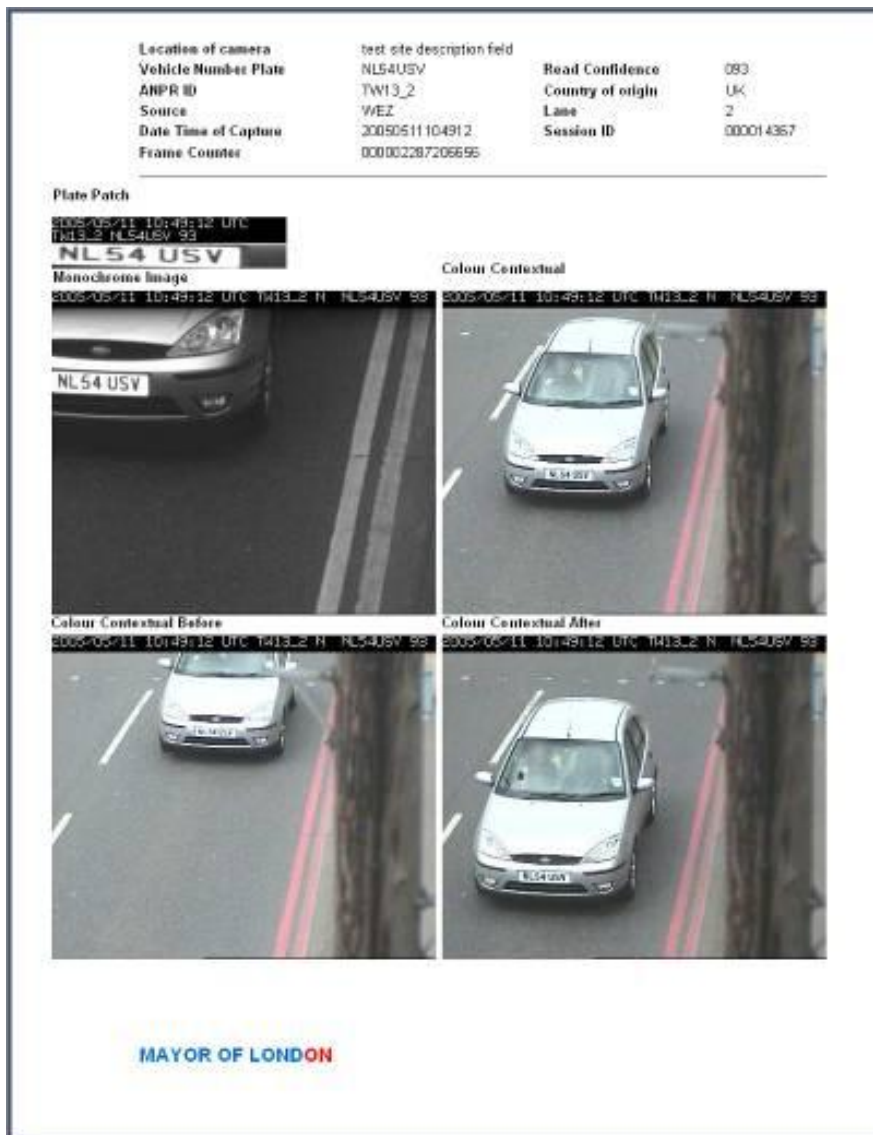 Location of camera test site description field
Vehicle Number Plate NL54USV Read Confidence 093
ANPR ID TW13_2 Country of origin UK
Source WEZ Lane 2
Date Time of Capture 20050511104912 Session ID 000014367
Frame Counter 000002287206696
Plate Patch
2005/05/11 10:49:12 UTC
TW13_2 NL54USV 93
NL54 USV
Monochrome Image
Colour Contextual
2005/05/11 10:49:12 UTC TW13_2 N NL54USV 93
2005/05/11 10:49:12 UTC TW13_2 N NL54USV 93
NL54 USV
NL54 USV
Colour Contextual Before
Colour Contextual After
2005/05/11 10:49:12 UTC TW13_2 N NL54USV 93
2005/05/11 10:49:12 UTC TW13_2 N NL54USV 93
NL54 USV
MAYOR OF LONDON